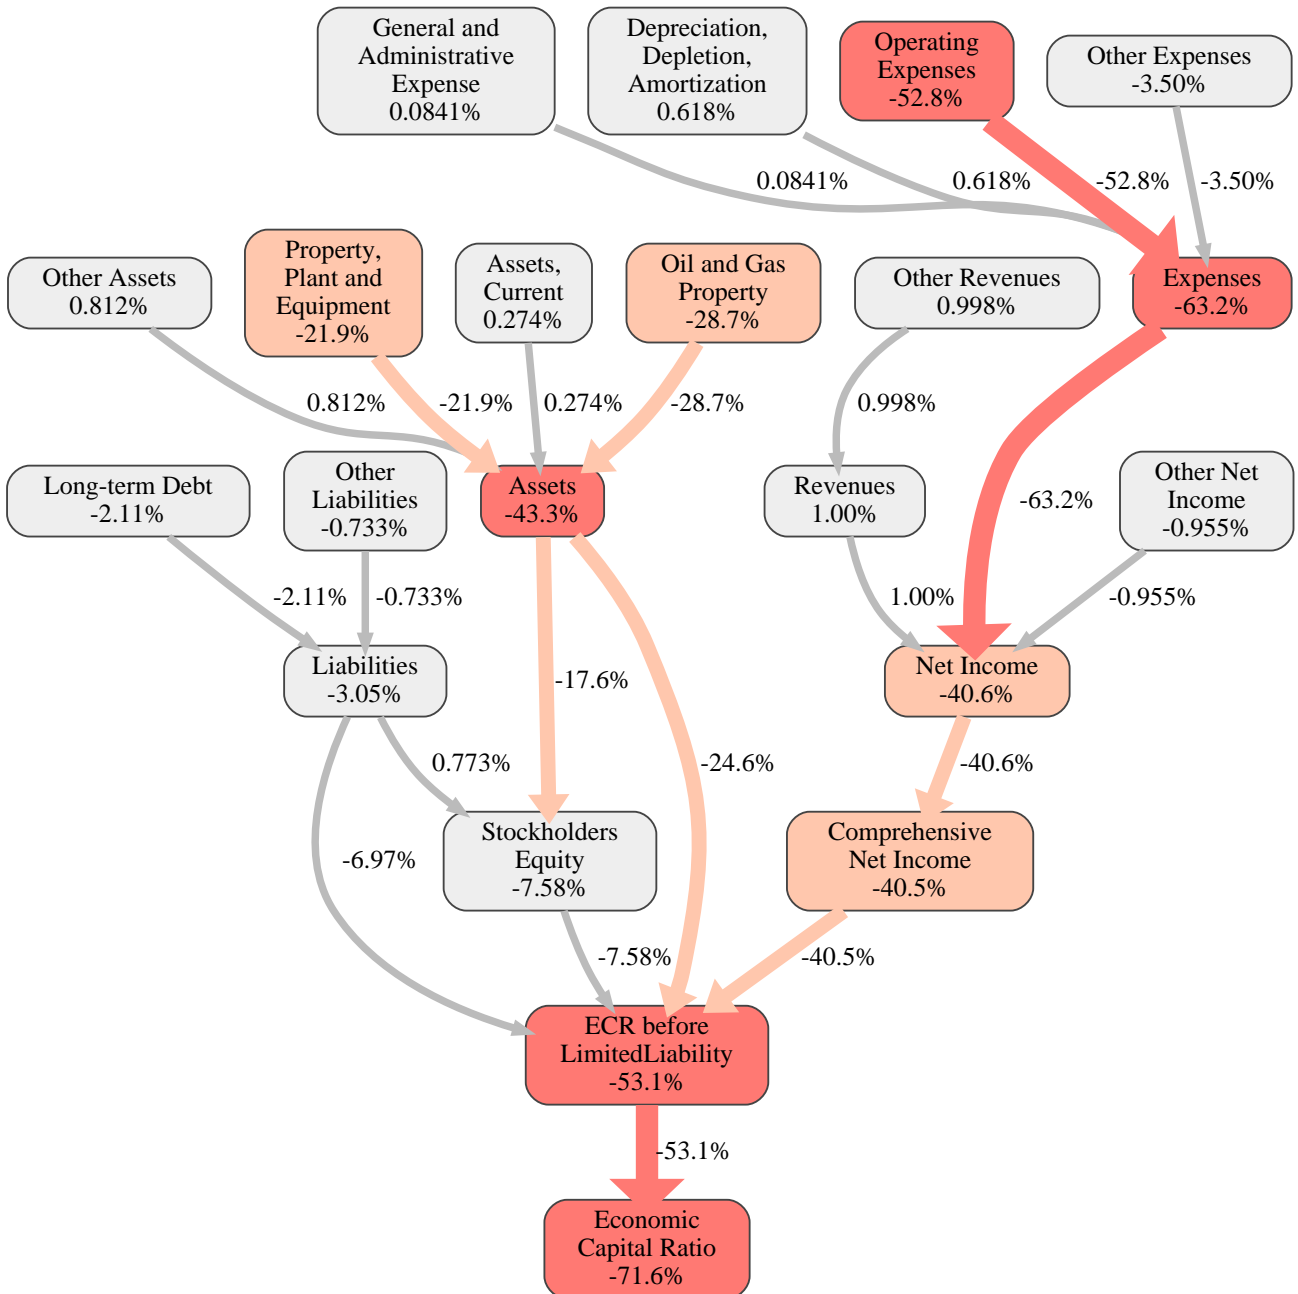 General and
Administrative
Expense
0.0841%
Depreciation,
Depletion,
Amortization
0.618%
Operating
Expenses
-52.8%
Other Expenses
-3.50%
0.0841%
0.618%
-52.8%
-3.50%
Other Assets
0.812%
Property,
Plant and
Equipment
-21.9%
Assets,
Current
0.274%
Oil and Gas
Property
-28.7%
Other Revenues
0.998%
Expenses
-63.2%
0.812%
-21.9%
0.274%
-28.7%
0.998%
Long-term Debt
-2.11%
Other
Liabilities
-0.733%
Assets
-43.3%
Revenues
1.00%
-63.2%
Other Net
Income
-0.955%
-2.11%
-0.733%
1.00%
-0.955%
Liabilities
-3.05%
-17.6%
Net Income
-40.6%
0.773%
-24.6%
-40.6%
-6.97%
Stockholders
Equity
-7.58%
Comprehensive
Net Income
-40.5%
-7.58%
-40.5%
ECR before
LimitedLiability
-53.1%
-53.1%
Economic
Capital Ratio
-71.6%